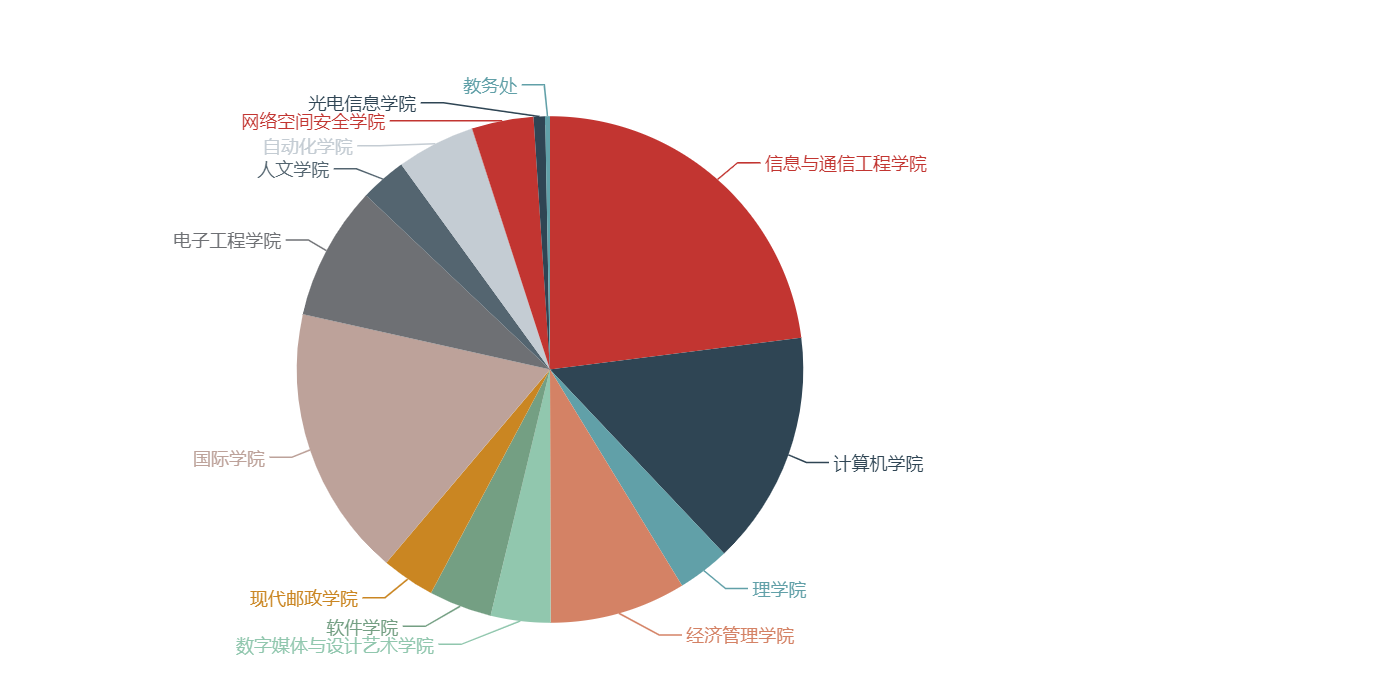 教务处
光电信息学院
网络空间安全学院
自动化学院
信息与通信工程学院
人文学院
电子工程学院
国际学院
计算机学院
理学院
现代邮政学院
软件学院
经济管理学院
数字媒体与设计艺术学院